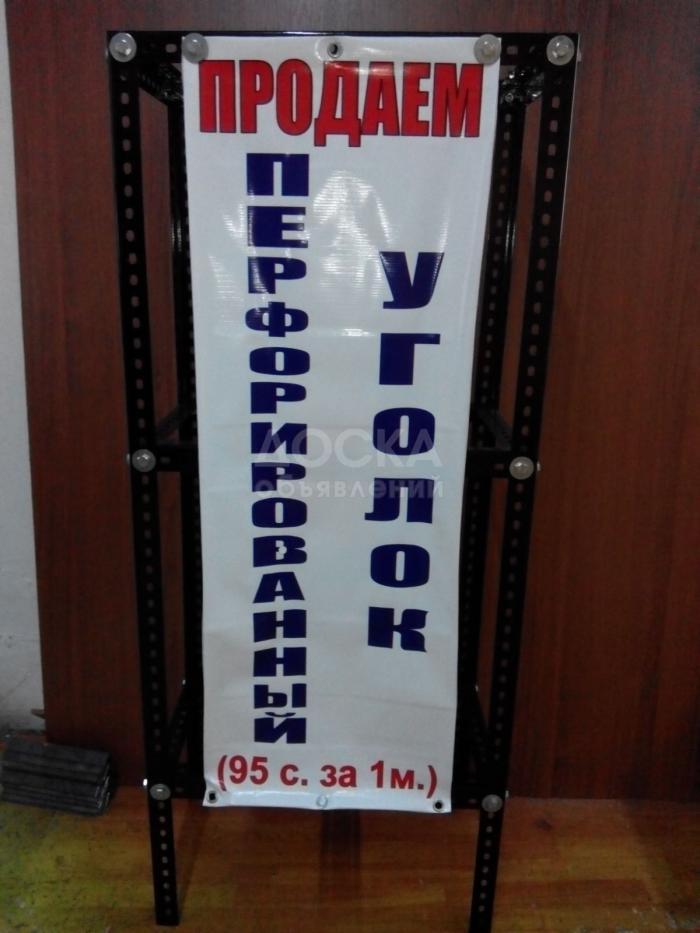 ПРОДАЕМ
ПЕРФОРИРОВАННЫЙ
УГОЛОК
ДОСКА
объявлений
(95 с. за 1м.)